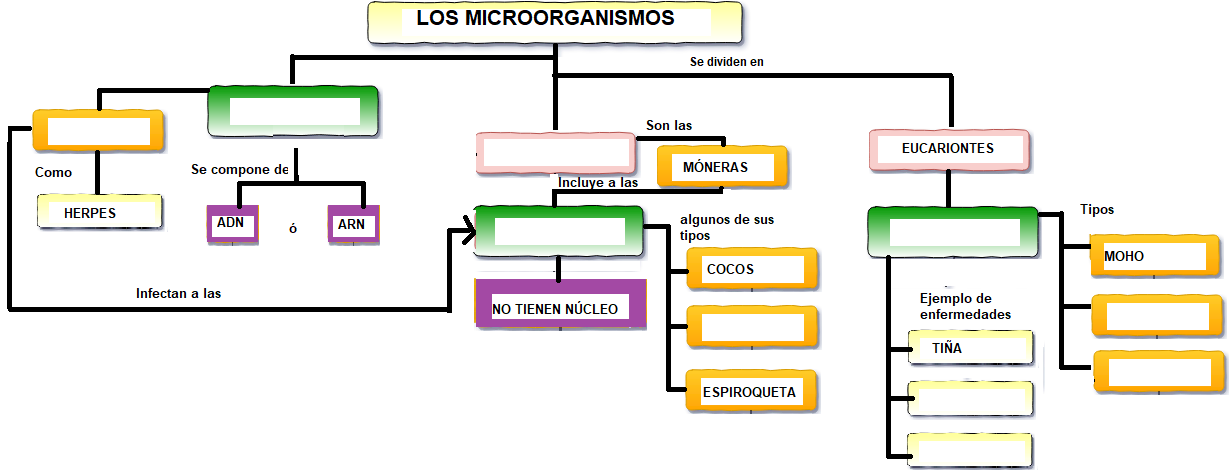 LOS MICROORGANISMOS
Se dividen en
Son las
EUCARIONTES
MÓNERAS
Como
Se compone de
Incluye a las
HERPES
ADN
ó
ARN
algunos de sus
tipos
Tipos
COCOS
MOHO
Infectan a las
NO TIENEN NÚCLEO
Ejemplo de
enfermedades
TIÑA
ESPIROQUETA